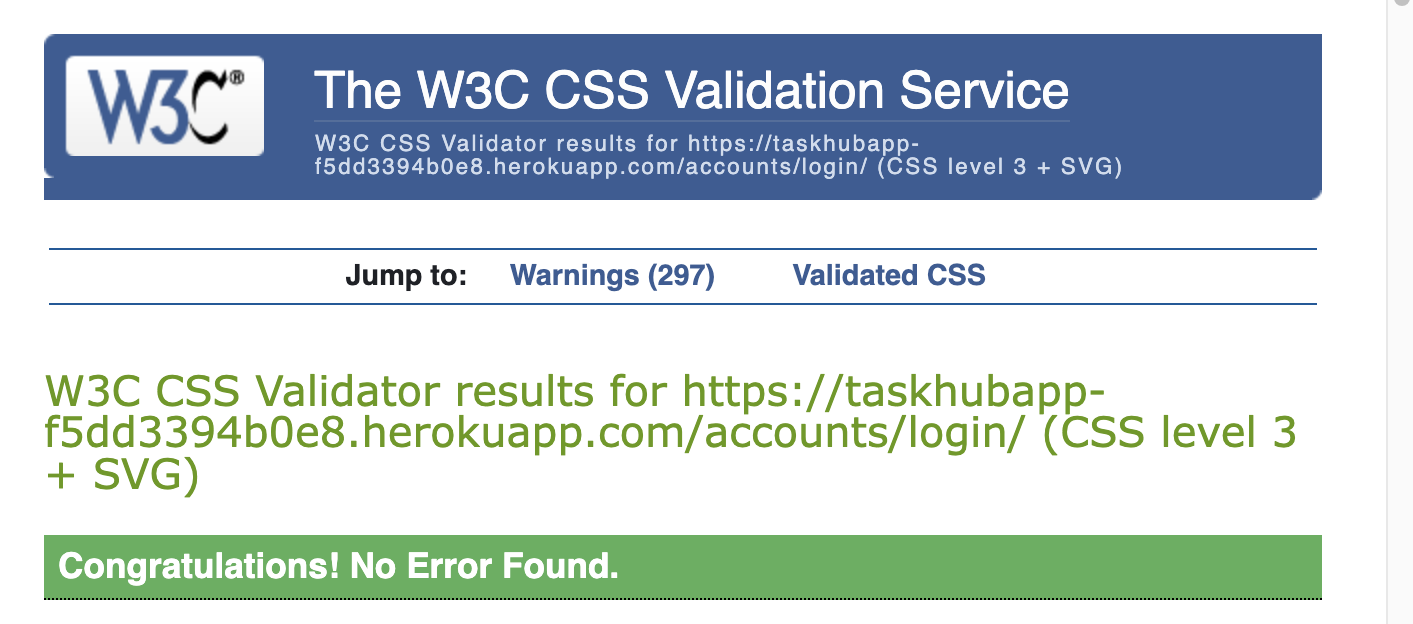 W3C®
The W3C CSS Validation Service
W3C CSS Validator results for https://taskhubapp-
f5dd3394b0e8.herokuapp.com/accounts/login/ (CSS level 3 + SVG)
Jump to: Warnings (297) Validated CSS
W3C CSS Validator results for https://taskhubapp-
f5dd3394b0e8.herokuapp.com/accounts/login/ (CSS level 3
+ SVG)
Congratulations! No Error Found.